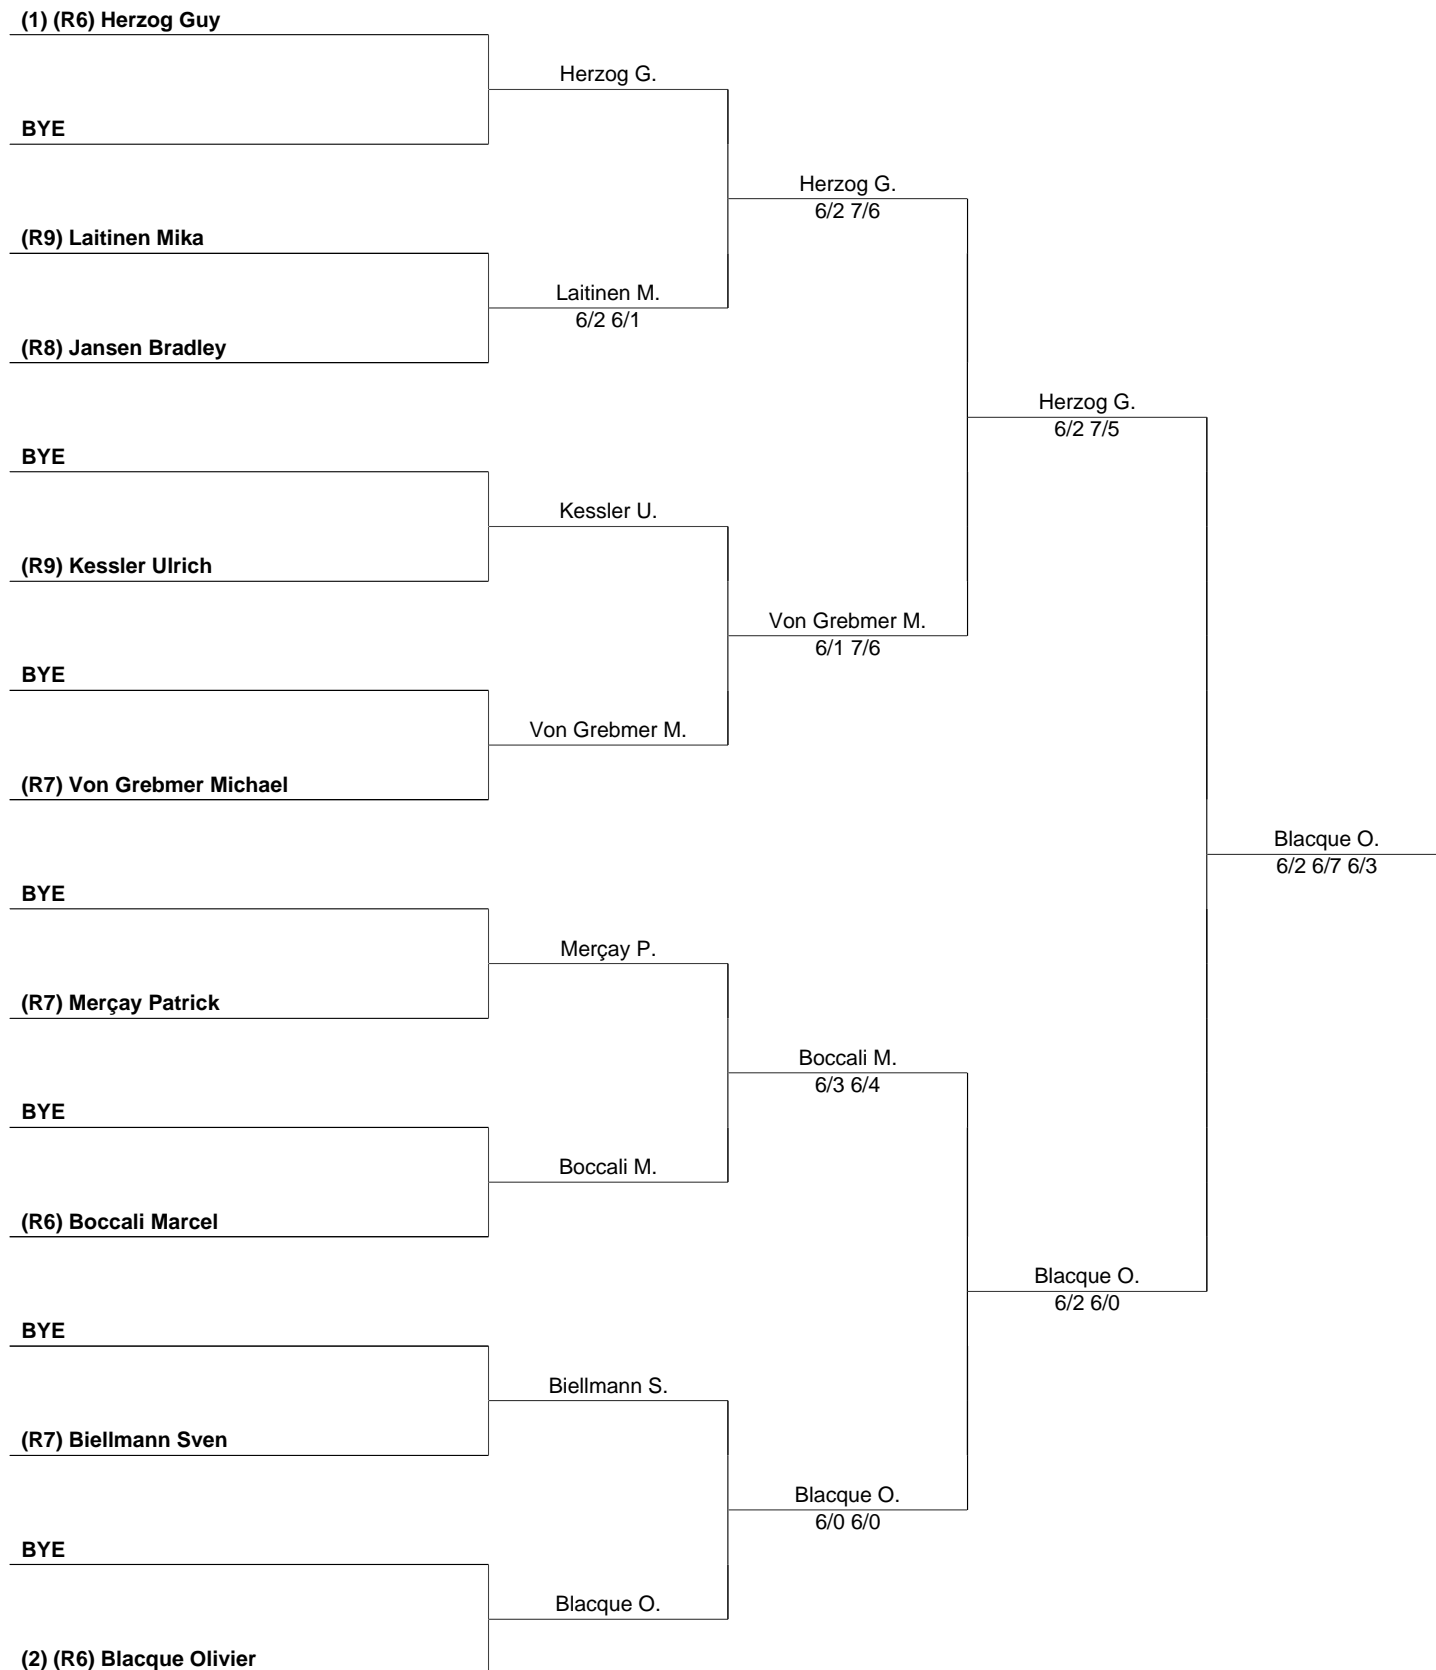 (1) (R6) Herzog Guy
Herzog G.
BYE
Herzog G.
6/2 7/6
(R9) Laitinen Mika
Laitinen M.
6/2 6/1
(R8) Jansen Bradley
Herzog G.
6/2 7/5
BYE
Kessler U.
(R9) Kessler Ulrich
Von Grebmer M.
6/1 7/6
BYE
Von Grebmer M.
(R7) Von Grebmer Michael
Blacque O.
6/2 6/7 6/3
BYE
Merçay P.
(R7) Merçay Patrick
Boccali M.
6/3 6/4
BYE
Boccali M.
(R6) Boccali Marcel
Blacque O.
6/2 6/0
BYE
Biellmann S.
(R7) Biellmann Sven
Blacque O.
6/0 6/0
BYE
Blacque O.
(2) (R6) Blacque Olivier